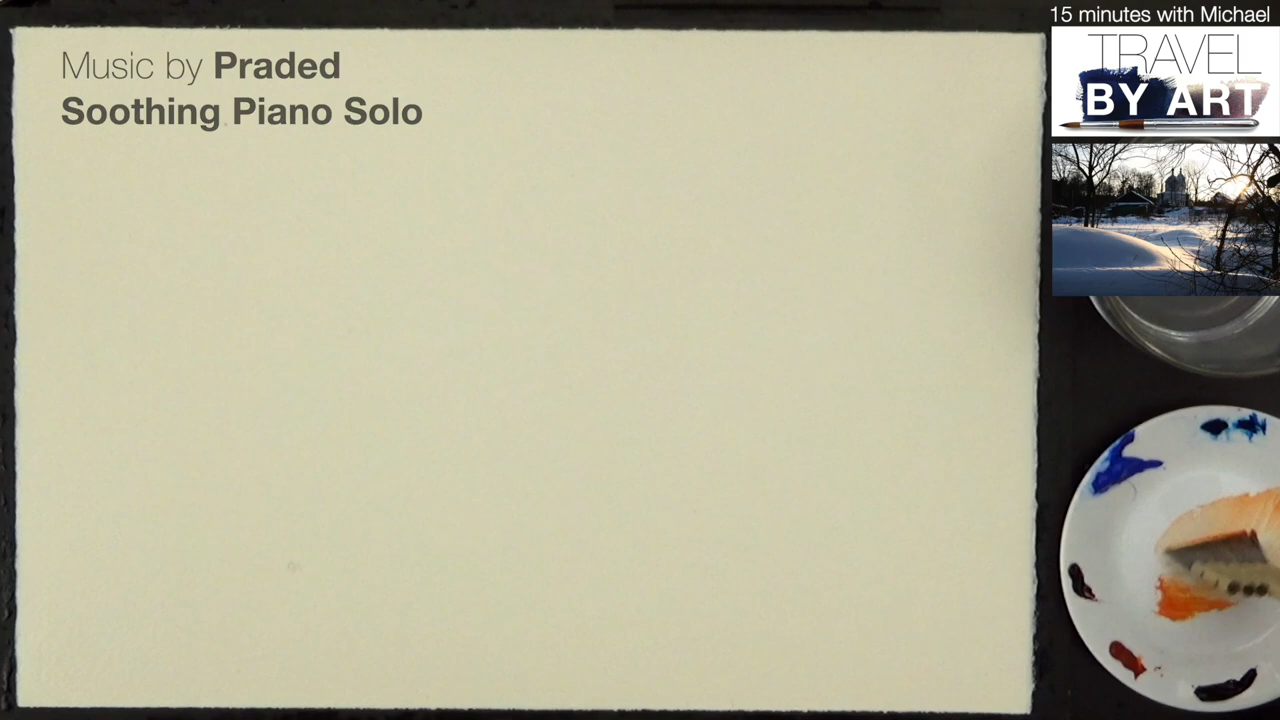 Music by Praded
Soothing Piano Solo
15 minutes with Michael
TRAVEL
BY ART